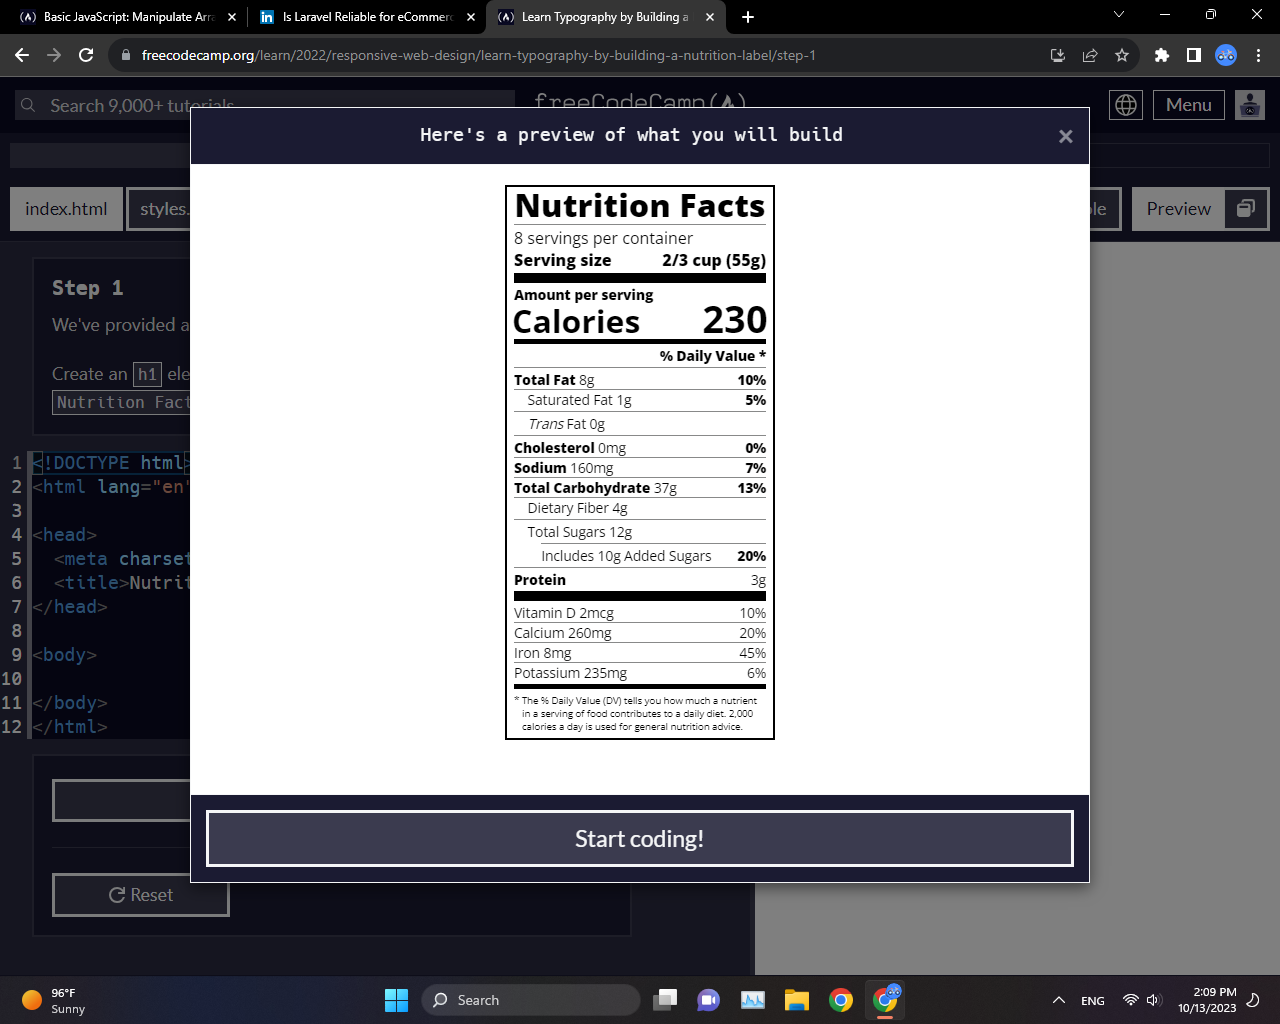 Basic JavaScript: Manipulate Arra
Is Laravel Reliable for eCommerc
Learn Typography by Building a
freecodecamp.org/learn/2022/responsive-web-design/learn-typography-by-building-a-nutrition-label/step-1
Search 9,000+ tutorials
freeCodeCamp
Menu
Here's a preview of what you will build
index.html
styles.
le
Preview
Step 1
We've provided a
Create an h1 ele
Nutrition Fact
1 <!DOCTYPE html>
2 <html lang="en"
3
4 <head>
5 <meta charset
6 <title>Nutrit
7 </head>
8
9 <body>
10
11 </body>
12 </html>
Reset
Nutrition Facts
8 servings per container
Serving size 2/3 cup (55g)
Amount per serving
Calories 230
% Daily Value *
Total Fat 8g 10%
Saturated Fat 1g 5%
Trans Fat 0g
Cholesterol 0mg 0%
Sodium 160mg 7%
Total Carbohydrate 37g 13%
Dietary Fiber 4g
Total Sugars 12g
Includes 10g Added Sugars 20%
Protein 3g
Vitamin D 2mcg 10%
Calcium 260mg 20%
Iron 8mg 45%
Potassium 235mg 6%
* The % Daily Value (DV) tells you how much a nutrient
in a serving of food contributes to a daily diet. 2,000
calories a day is used for general nutrition advice.
Start coding!
96°F
Sunny
Search
ENG
2:09 PM
10/13/2023